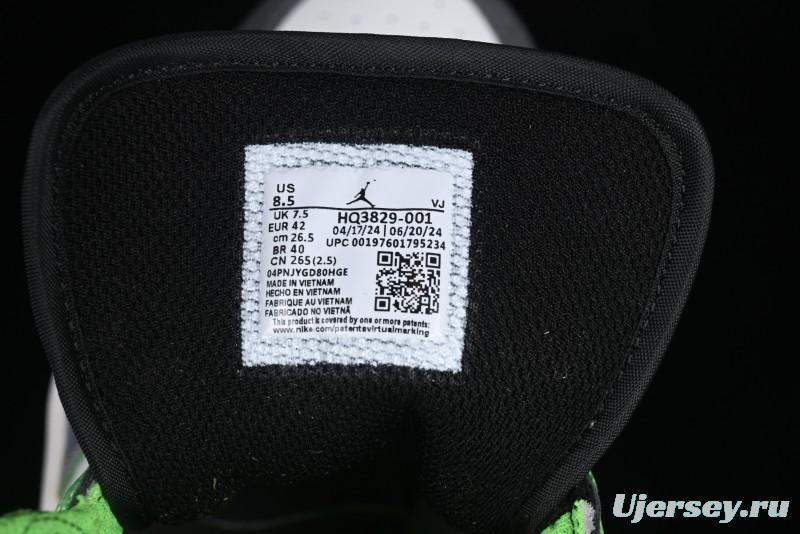 US
8.5
VJ
UK 7.5
HQ3829-001
EUR 42
04/17/24 | 06/20/24
cm 26.5
UPC 00197601795234
BR 40
CN 265(2.5)
04PNJYGD80HGE
MADE IN VIETNAM
HECHO EN VIETNAM
FABRIQUE AU VIETNAM
FABRICADO NO VIETNÃ
This product is covered by one or more patents:
www.nike.com/patentsvirtualmarking
Ujersey.ru